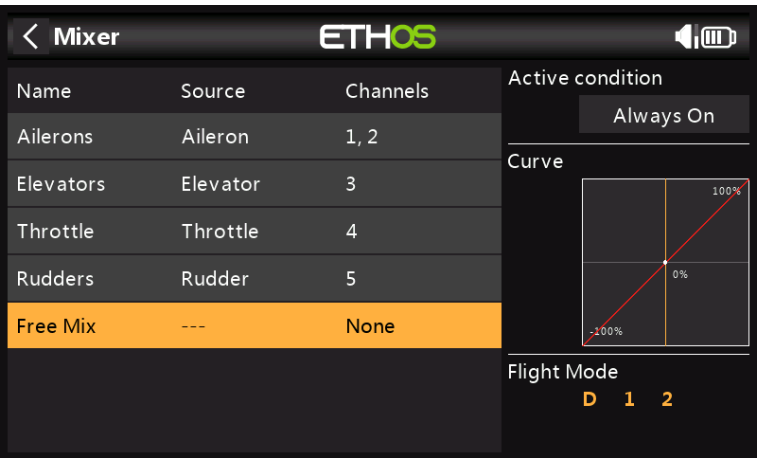 Mixer
ETHOS
Name Source Channels
Ailerons Aileron 1, 2
Elevators Elevator 3
Throttle Throttle 4
Rudders Rudder 5
Free Mix --- None
Active condition
Always On
Curve
100%
0%
-100%
Flight Mode
D 1 2